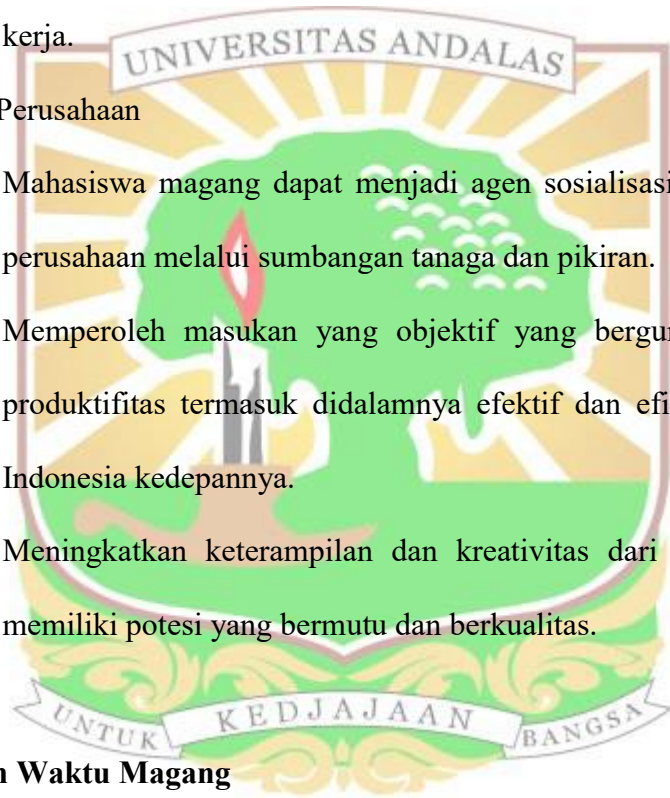 kerja.
UNIVERSITAS ANDALAS
Perusahaan
Mahasiswa magang dapat menjadi agen sosialisasi
perusahaan melalui sumbangan tanaga dan pikiran.
Memperoleh masukan yang objektif yang bergu
produktifitas termasuk didalamnya efektif dan efi
Indonesia kedepannya.
Meningkatkan keterampilan dan kreativitas dari
memiliki potesi yang bermutu dan berkualitas.
UNTUK KEDJAJAAN BANGSA
n Waktu Magang